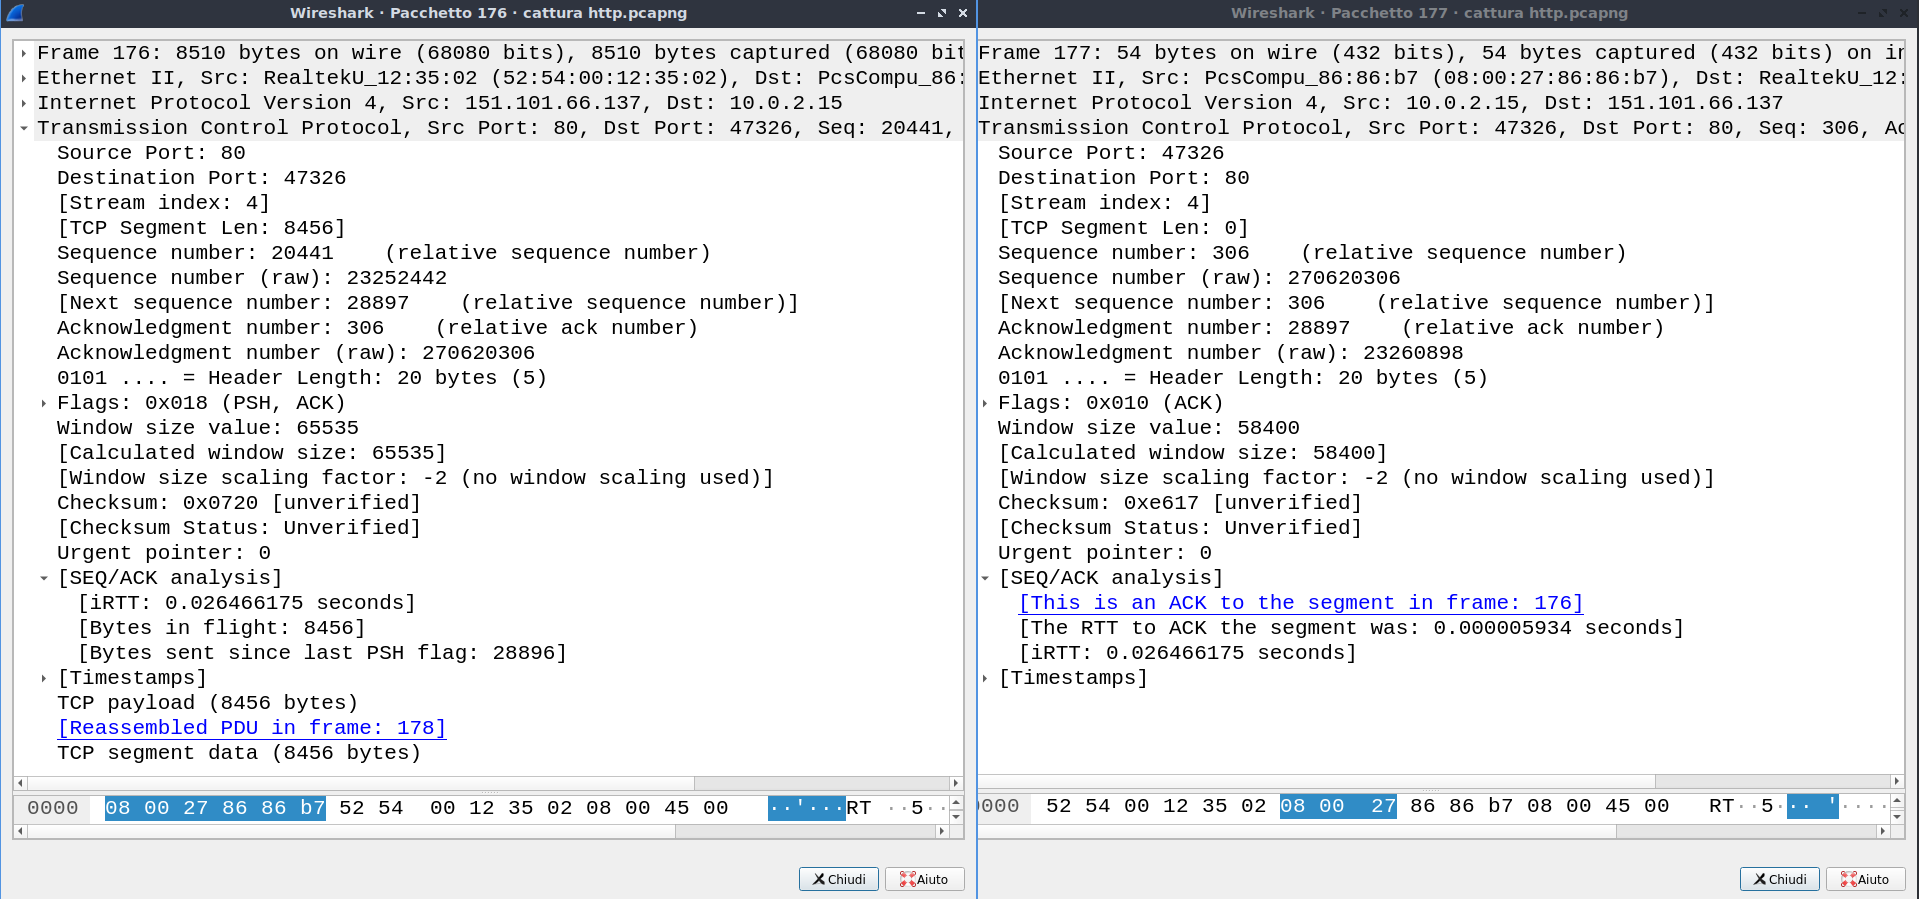 Wireshark · Pacchetto 176 · cattura http.pcapng
Frame 176: 8510 bytes on wire (68080 bits), 8510 bytes captured (68080 bit
Ethernet II, Src: RealtekU_12:35:02 (52:54:00:12:35:02), Dst: PcsCompu_86:
Internet Protocol Version 4, Src: 151.101.66.137, Dst: 10.0.2.15
Transmission Control Protocol, Src Port: 80, Dst Port: 47326, Seq: 20441,
Source Port: 80
Destination Port: 47326
[Stream index: 4]
[TCP Segment Len: 8456]
Sequence number: 20441    (relative sequence number)
Sequence number (raw): 23252442
[Next sequence number: 28897    (relative sequence number)]
Acknowledgment number: 306    (relative ack number)
Acknowledgment number (raw): 270620306
0101 .... = Header Length: 20 bytes (5)
Flags: 0x018 (PSH, ACK)
Window size value: 65535
[Calculated window size: 65535]
[Window size scaling factor: -2 (no window scaling used)]
Checksum: 0x0720 [unverified]
[Checksum Status: Unverified]
Urgent pointer: 0
[SEQ/ACK analysis]
[iRTT: 0.026466175 seconds]
[Bytes in flight: 8456]
[Bytes sent since last PSH flag: 28896]
[Timestamps]
TCP payload (8456 bytes)
[Reassembled PDU in frame: 178]
TCP segment data (8456 bytes)
0000  08 00 27 86 86 b7 52 54  00 12 35 02 08 00 45 00   ··'···RT ··5··
Chiudi
Aiuto
Wireshark · Pacchetto 177 · cattura http.pcapng
Frame 177: 54 bytes on wire (432 bits), 54 bytes captured (432 bits) on in
Ethernet II, Src: PcsCompu_86:86:b7 (08:00:27:86:86:b7), Dst: RealtekU_12:
Internet Protocol Version 4, Src: 10.0.2.15, Dst: 151.101.66.137
Transmission Control Protocol, Src Port: 47326, Dst Port: 80, Seq: 306, Ac
Source Port: 47326
Destination Port: 80
[Stream index: 4]
[TCP Segment Len: 0]
Sequence number: 306    (relative sequence number)
Sequence number (raw): 270620306
[Next sequence number: 306    (relative sequence number)]
Acknowledgment number: 28897    (relative ack number)
Acknowledgment number (raw): 23260898
0101 .... = Header Length: 20 bytes (5)
Flags: 0x010 (ACK)
Window size value: 58400
[Calculated window size: 58400]
[Window size scaling factor: -2 (no window scaling used)]
Checksum: 0xe617 [unverified]
[Checksum Status: Unverified]
Urgent pointer: 0
[SEQ/ACK analysis]
[This is an ACK to the segment in frame: 176]
[The RTT to ACK the segment was: 0.000005934 seconds]
[iRTT: 0.026466175 seconds]
[Timestamps]
0000  52 54 00 12 35 02 08 00  27 86 86 b7 08 00 45 00   RT··5··· '····
Chiudi
Aiuto